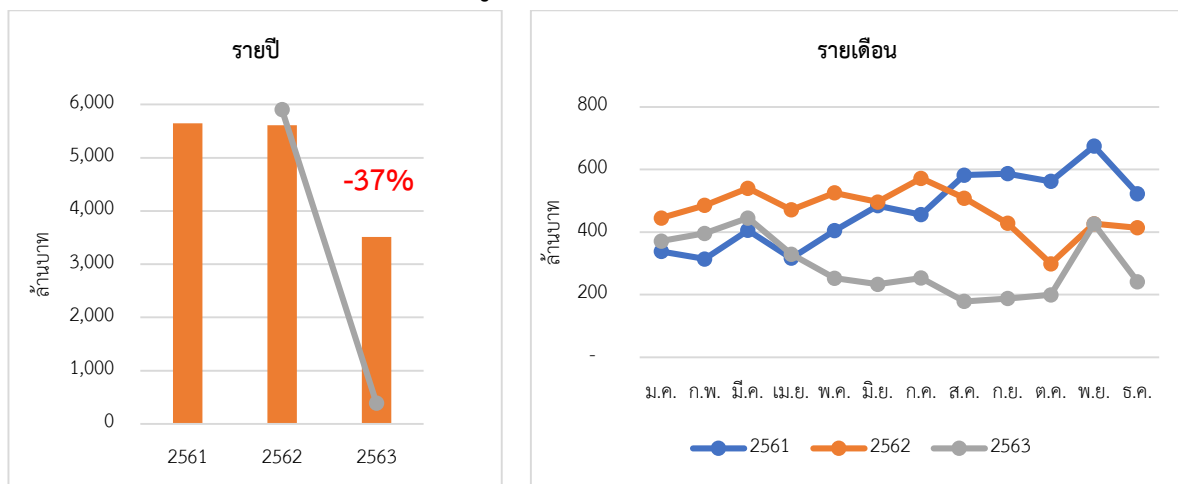 รายปี
6,000
5,000
4,000
3,000
2,000
1,000
0
ล้านบาท
-37%
2561 2562 2563
รายเดือน
800
600
400
200
-
ล้านบาท
ม.ค. ก.พ. มี.ค. เม.ย. พ.ค. มิ.ย. ก.ค. ส.ค. ก.ย. ต.ค. พ.ย. ธ.ค.
2561 2562 2563